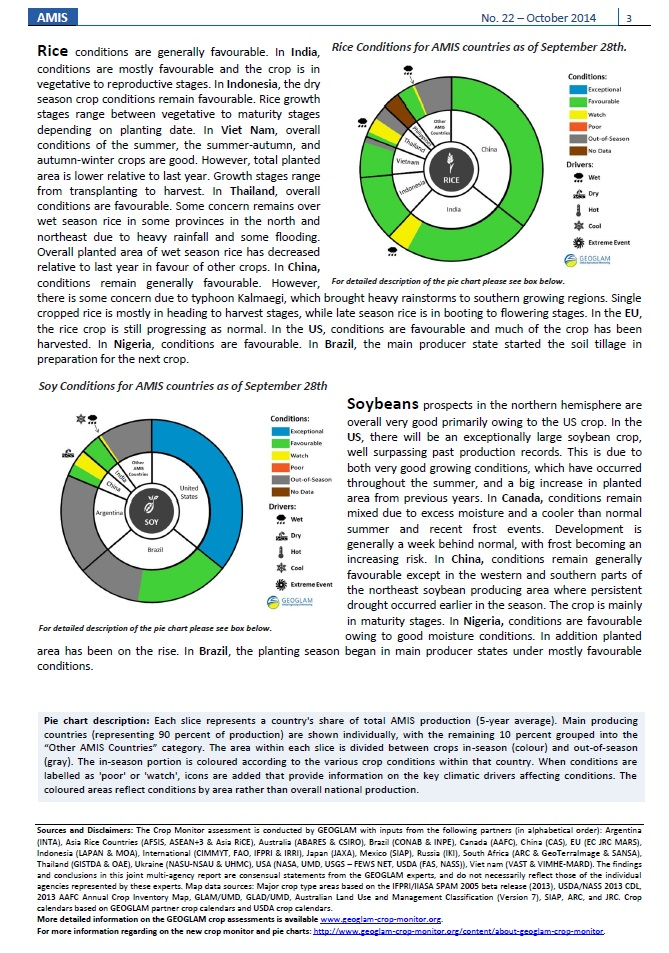 AMIS
No. 22 – October 2014 3
Rice conditions are generally favourable. In India,
conditions are mostly favourable and the crop is in
vegetative to reproductive stages. In Indonesia, the dry
season crop conditions remain favourable. Rice growth
stages range between vegetative to maturity stages
depending on planting date. In Viet Nam, overall
conditions of the summer, the summer-autumn, and
autumn-winter crops are good. However, total planted
area is lower relative to last year. Growth stages range
from transplanting to harvest. In Thailand, overall
conditions are favourable. Some concern remains over
wet season rice in some provinces in the north and
northeast due to heavy rainfall and some flooding.
Overall planted area of wet season rice has decreased
relative to last year in favour of other crops. In China,
conditions remain generally favourable. However,
there is some concern due to typhoon Kalmaegi, which brought heavy rainstorms to southern growing regions. Single
cropped rice is mostly in heading to harvest stages, while late season rice is in booting to flowering stages. In the EU,
the rice crop is still progressing as normal. In the US, conditions are favourable and much of the crop has been
harvested. In Nigeria, conditions are favourable. In Brazil, the main producer state started the soil tillage in
preparation for the next crop.
Rice Conditions for AMIS countries as of September 28th.
Other
AMIS
Countries
China
Philippines
Thailand
Vietnam
Indonesia
India
RICE
Conditions:
Exceptional
Favourable
Watch
Poor
Out-of-Season
No Data
Drivers:
Wet
Dry
Hot
Cool
Extreme Event
GEOGLAM
For detailed description of the pie chart please see box below.
Soy Conditions for AMIS countries as of September 28th
Other
AMIS
Countries
United
States
India
China
Argentina
Brazil
SOY
Conditions:
Exceptional
Favourable
Watch
Poor
Out-of-Season
No Data
Drivers:
Wet
Dry
Hot
Cool
Extreme Event
GEOGLAM
For detailed description of the pie chart please see box below.
Soybeans prospects in the northern hemisphere are
overall very good primarily owing to the US crop. In the
US, there will be an exceptionally large soybean crop,
well surpassing past production records. This is due to
both very good growing conditions, which have occurred
throughout the summer, and a big increase in planted
area from previous years. In Canada, conditions remain
mixed due to excess moisture and a cooler than normal
summer and recent frost events. Development is
generally a week behind normal, with frost becoming an
increasing risk. In China, conditions remain generally
favourable except in the western and southern parts of
the northeast soybean producing area where persistent
drought occurred earlier in the season. The crop is mainly
in maturity stages. In Nigeria, conditions are favourable
owing to good moisture conditions. In addition planted
area has been on the rise. In Brazil, the planting season began in main producer states under mostly favourable
conditions.
Pie chart description: Each slice represents a country's share of total AMIS production (5-year average). Main producing
countries (representing 90 percent of production) are shown individually, with the remaining 10 percent grouped into the
"Other AMIS Countries" category. The area within each slice is divided between crops in-season (colour) and out-of-season
(gray). The in-season portion is coloured according to the various crop conditions within that country. When conditions are
labelled as 'poor' or 'watch', icons are added that provide information on the key climatic drivers affecting conditions. The
coloured areas reflect conditions by area rather than overall national production.
Sources and Disclaimers: The Crop Monitor assessment is conducted by GEOGLAM with inputs from the following partners (in alphabetical order): Argentina
(INTA), Asia Rice Countries (AFSIS, ASEAN+3 & Asia RiCE), Australia (ABARES & CSIRO), Brazil (CONAB & INPE), Canada (AAFC), China (CAS), EU (EC JRC MARS),
Indonesia (LAPAN & MOA), International (CIMMYT, FAO, IFPRI & IRRI), Japan (JAXA), Mexico (SIAP), Russia (IKI), South Africa (ARC & GeoTerraImage & SANSA),
Thailand (GISTDA & OAE), Ukraine (NASU-NSAU & UHMC), USA (NASA, UMD, USGS – FEWS NET, USDA (FAS, NASS)), Viet nam (VAST & VIMHE-MARD). The findings
and conclusions in this joint multi-agency report are consensual statements from the GEOGLAM experts, and do not necessarily reflect those of the individual
agencies represented by these experts. Map data sources: Major crop type areas based on the IFPRI/IIASA SPAM 2005 beta release (2013), USDA/NASS 2013 CDL,
2013 AAFC Annual Crop Inventory Map, GLAM/UMD, GLAD/UMD, Australian Land Use and Management Classification (Version 7), SIAP, ARC, and JRC. Crop
calendars based on GEOGLAM partner crop calendars and USDA crop calendars.
More detailed information on the GEOGLAM crop assessments is available www.geoglam-crop-monitor.org.
For more information regarding on the new crop monitor and pie charts: http://www.geoglam-crop-monitor.org/content/about-geoglam-crop-monitor.